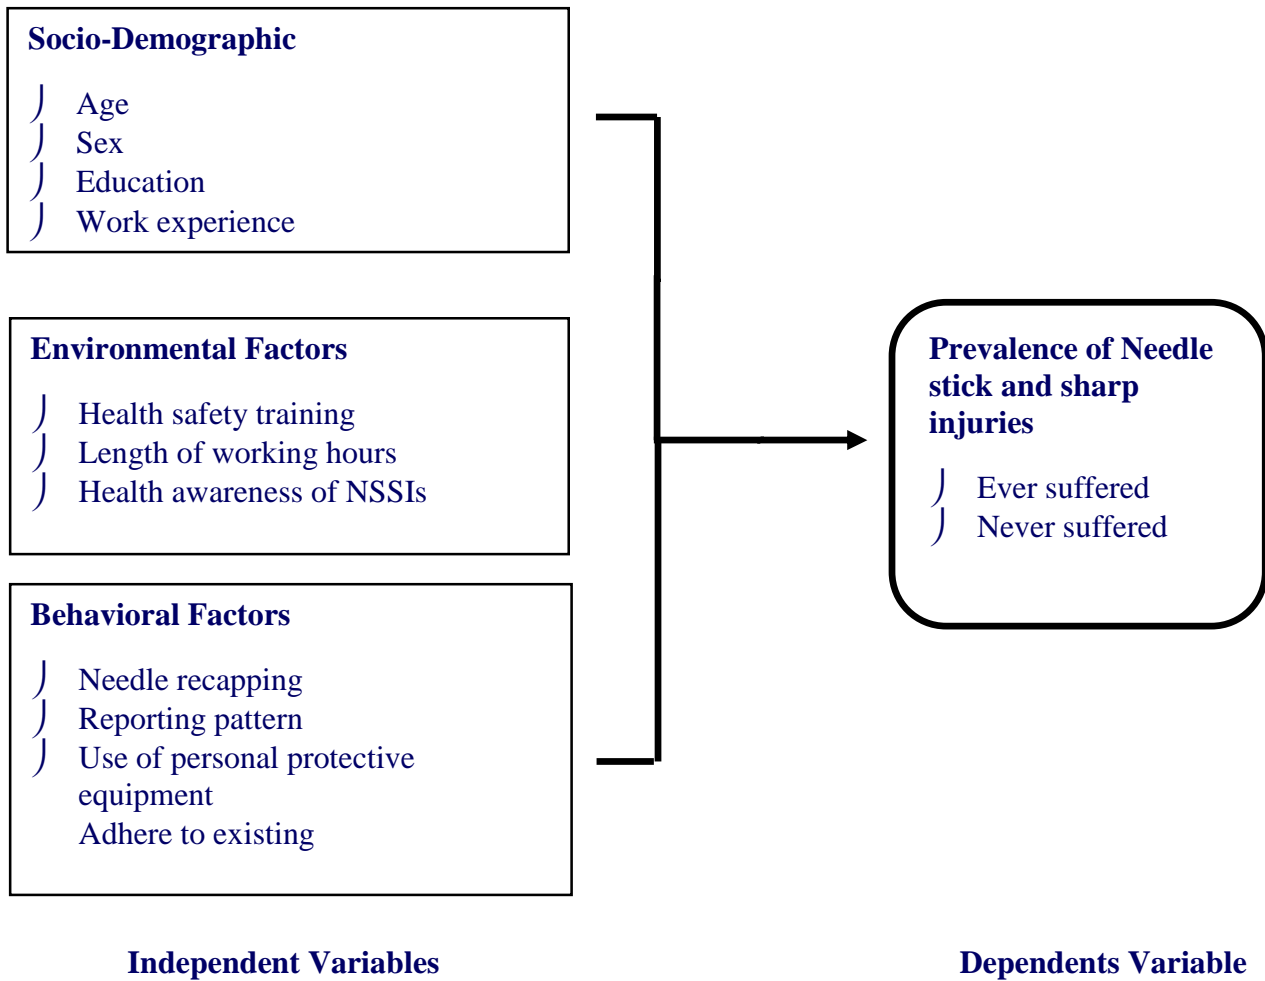 Socio-Demographic
Age
Sex
Education
Work experience
Environmental Factors
Health safety training
Length of working hours
Health awareness of NSSIs
Behavioral Factors
Needle recapping
Reporting pattern
Use of personal protective
equipment
Adhere to existing
Prevalence of Needle
stick and sharp
injuries
Ever suffered
Never suffered
Independent Variables
Dependents Variable